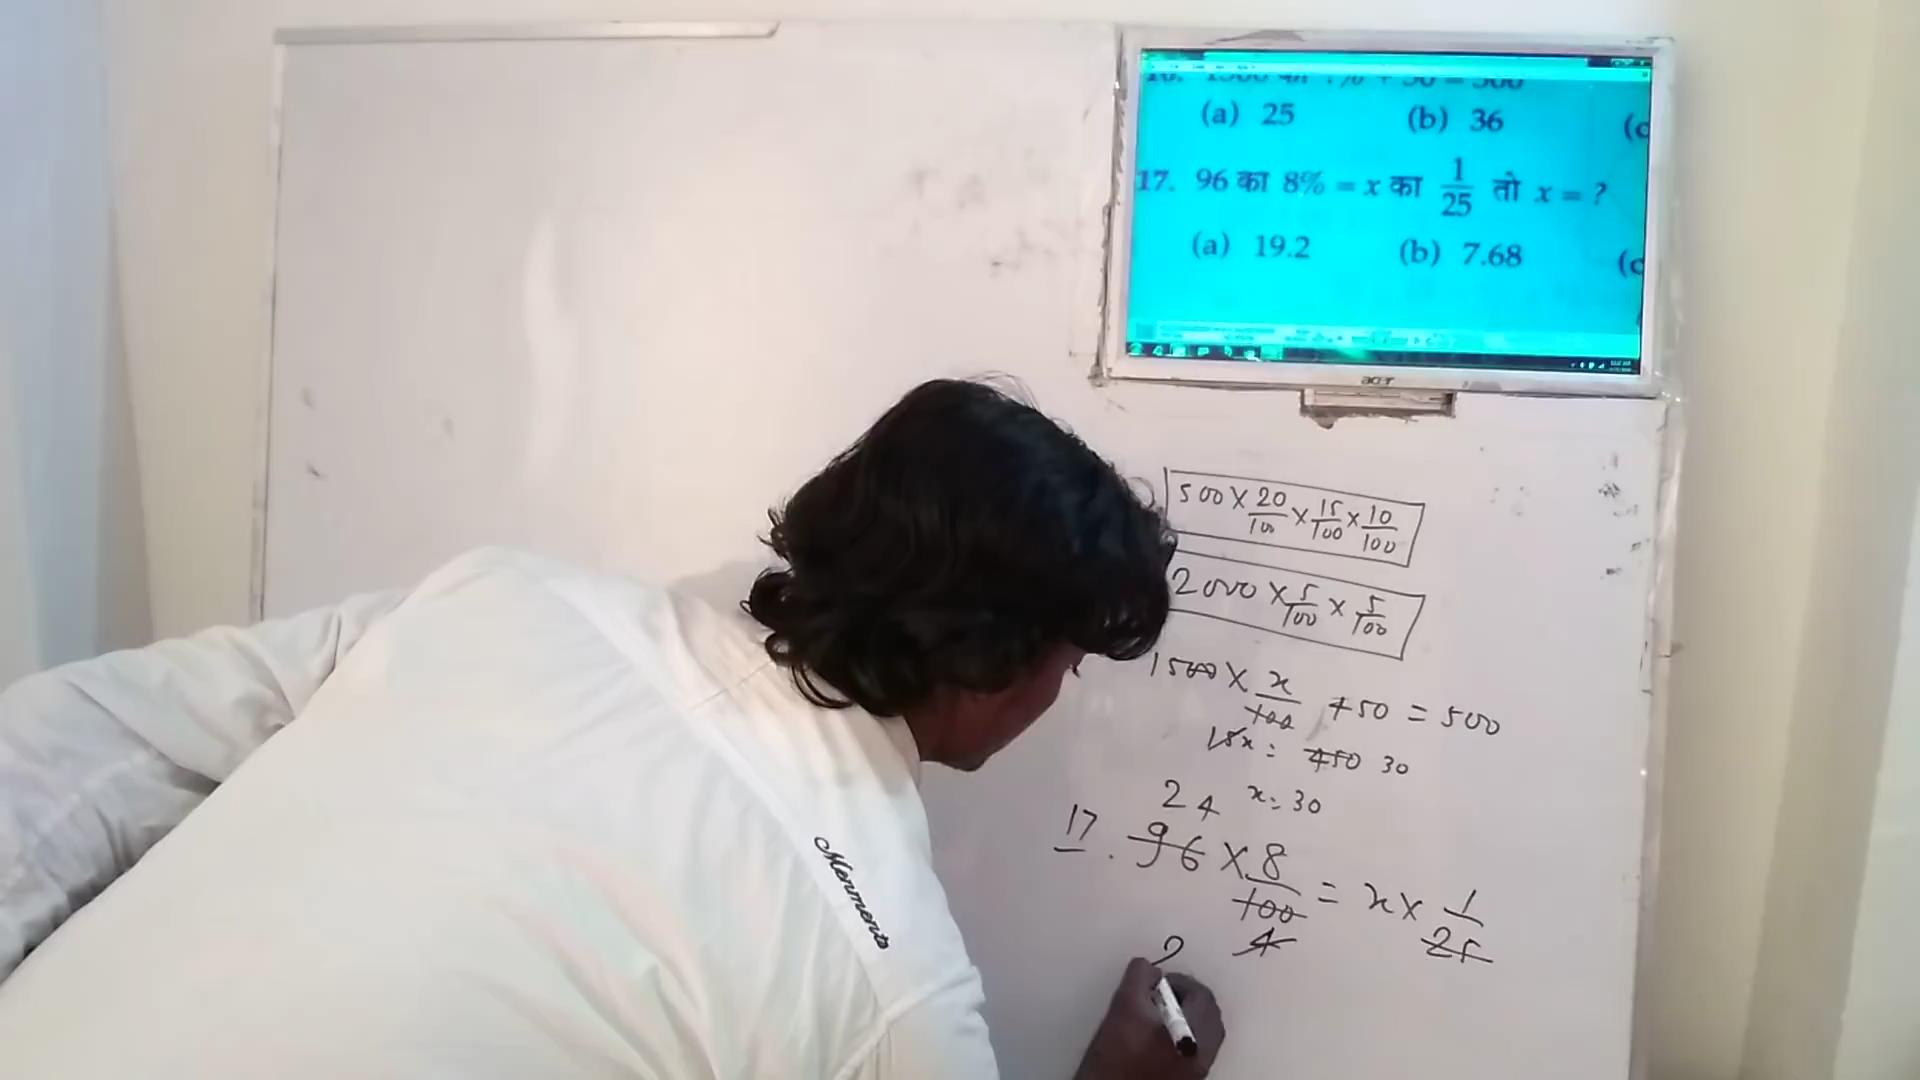 (a) 25 (b) 36 (c
17. 96 का 8% = x का 1/25 तो x = ?
(a) 19.2 (b) 7.68 (c
acer
500 × 20/100 × 15/100 × 10/100
2000 × 5/100 × 5/100
1500 × x/100 + 50 = 500
15x = 450 30
x = 30
24
17. 96 × 8/100 = x × 1/25
4
2
Menmento